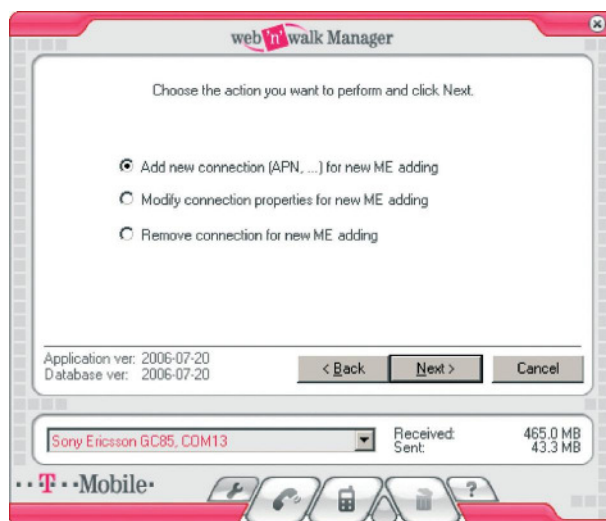 web'n'walk Manager
Choose the action you want to perform and click Next.
Add new connection (APN, ...) for new ME adding
Modify connection properties for new ME adding
Remove connection for new ME adding
Application ver: 2006-07-20
Database ver: 2006-07-20
< Back Next > Cancel
Sony Ericsson GC85, COM13
Received: 465.0 MB
Sent: 43.3 MB
··T··Mobile·
?